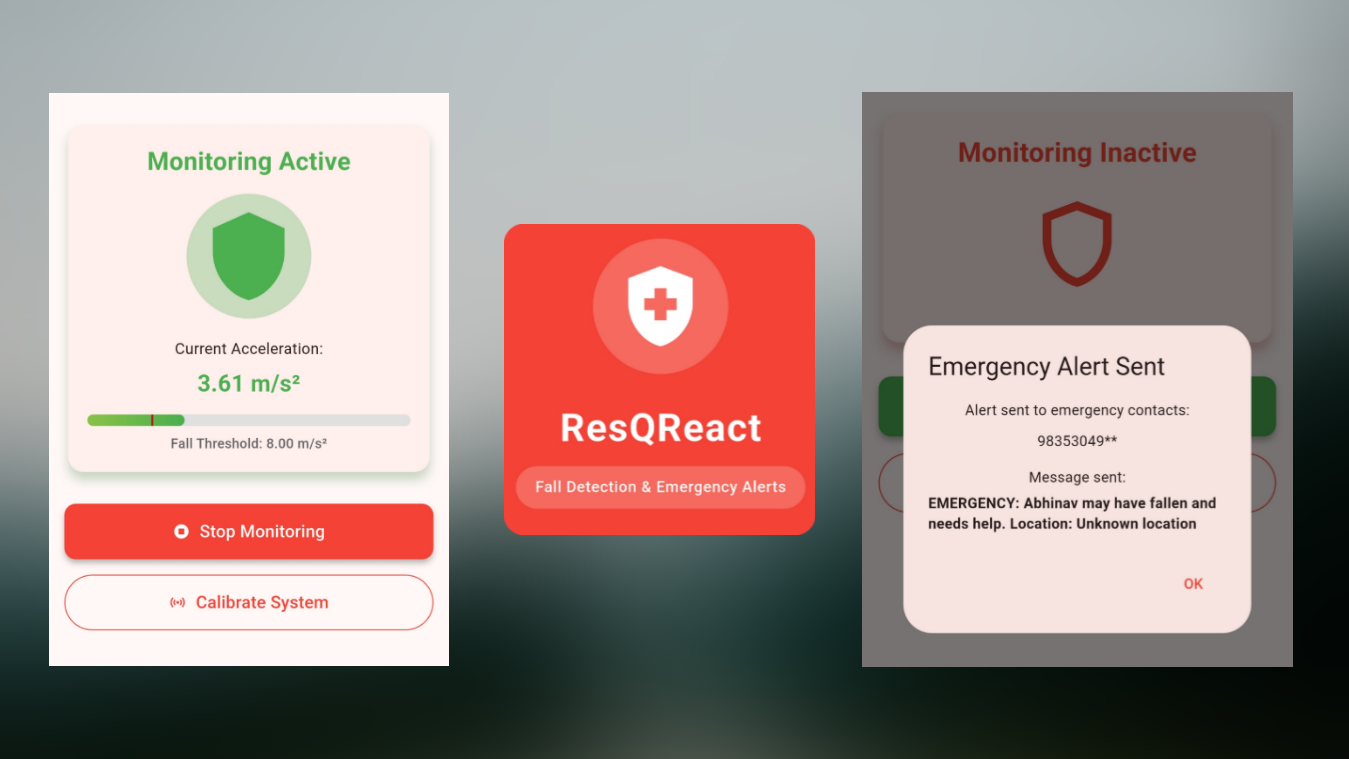 Monitoring Active
Current Acceleration:
3.61 m/s²
Fall Threshold: 8.00 m/s²
Stop Monitoring
Calibrate System
ResQReact
Fall Detection & Emergency Alerts
Monitoring Inactive
Emergency Alert Sent
Alert sent to emergency contacts:
98353049**
Message sent:
EMERGENCY: Abhinav may have fallen and
needs help. Location: Unknown location
OK